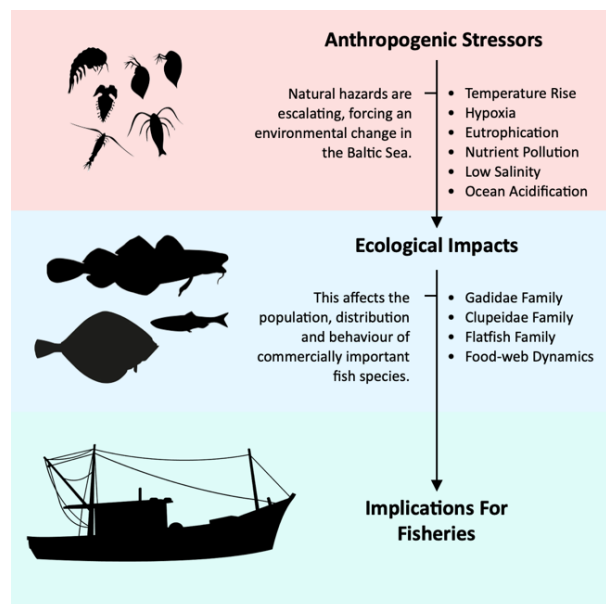 Anthropogenic Stressors
Natural hazards are
escalating, forcing an
environmental change in
the Baltic Sea.
• Temperature Rise
• Hypoxia
• Eutrophication
• Nutrient Pollution
• Low Salinity
• Ocean Acidification
Ecological Impacts
This affects the
population, distribution
and behaviour of
commercially important
fish species.
• Gadidae Family
• Clupeidae Family
• Flatfish Family
• Food-web Dynamics
Implications For
Fisheries